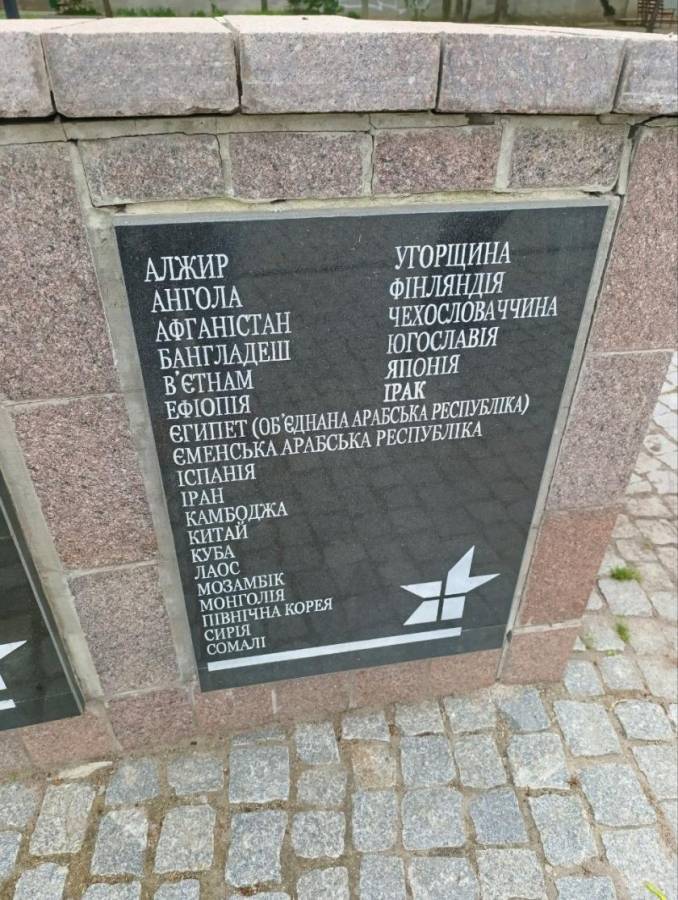 АЛЖИР
АНГОЛА
АФГАНІСТАН
БАНГЛАДЕШ
В'ЄТНАМ
ЕФІОПІЯ
ЄГИПЕТ (ОБ'ЄДНАНА АРАБСЬКА РЕСПУБЛІКА)
ЄМЕНСЬКА АРАБСЬКА РЕСПУБЛІКА
ІСПАНІЯ
ІРАН
КАМБОДЖА
КИТАЙ
КУБА
ЛАОС
МОЗАМБІК
МОНГОЛІЯ
ПІВНІЧНА КОРЕЯ
СИРІЯ
СОМАЛІ
УГОРЩИНА
ФІНЛЯНДІЯ
ЧЕХОСЛОВАЧЧИНА
ЮГОСЛАВІЯ
ЯПОНІЯ
ІРАК